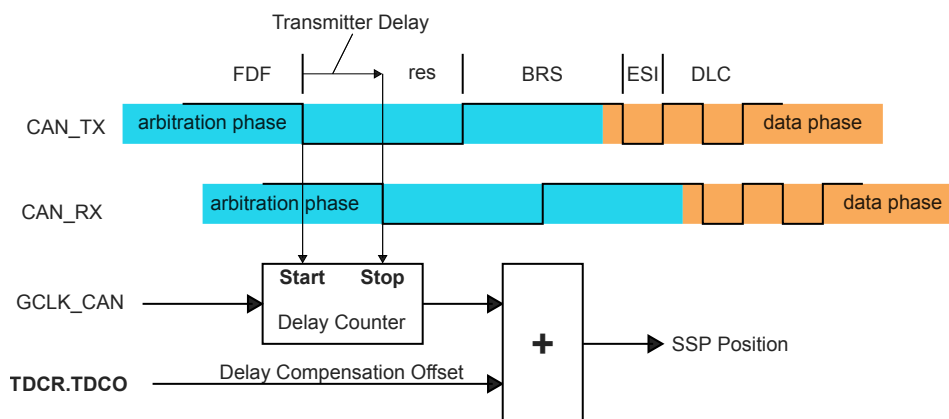 Transmitter Delay
FDF res BRS ESI DLC
CAN_TX arbitration phase data phase
CAN_RX arbitration phase data phase
Start Stop
GCLK_CAN Delay Counter
+ SSP Position
TDCR.TDCO Delay Compensation Offset